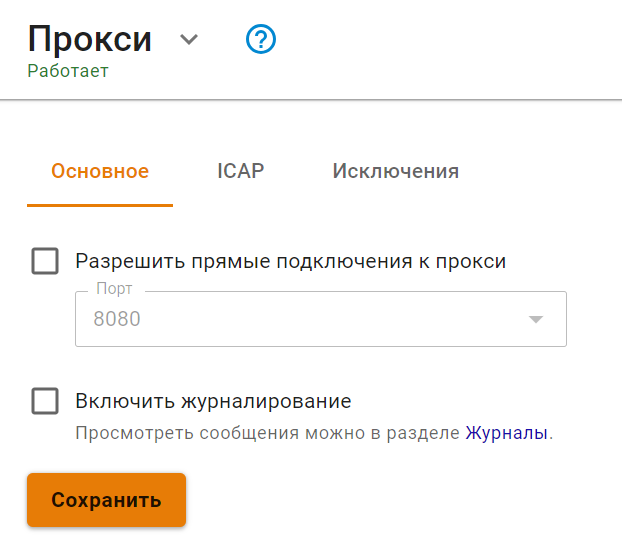 Прокси
Работает
Основное ICAP Исключения
Разрешить прямые подключения к прокси
Порт
8080
Включить журналирование
Просмотреть сообщения можно в разделе Журналы.
Сохранить